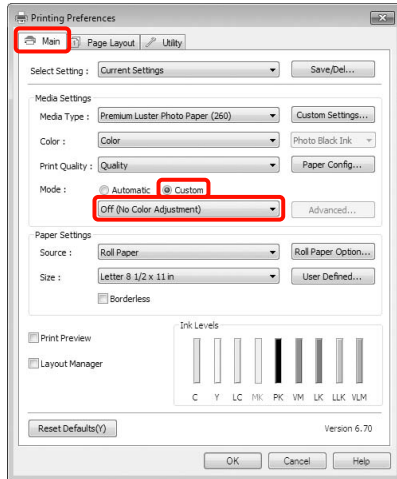 Printing Preferences
Main Page Layout Utility
Select Setting : Current Settings Save/Del...
Media Settings
Media Type : Premium Luster Photo Paper (260) Custom Settings...
Color : Color Photo Black Ink
Print Quality : Quality Paper Config...
Mode : Automatic Custom
Off (No Color Adjustment) Advanced...
Paper Settings
Source : Roll Paper Roll Paper Option...
Size : Letter 8 1/2 x 11 in User Defined...
Borderless
Print Preview
Layout Manager
Ink Levels
C Y LC MK PK VM LK LLK VLM
Reset Defaults(Y) Version 6.70
OK Cancel Help